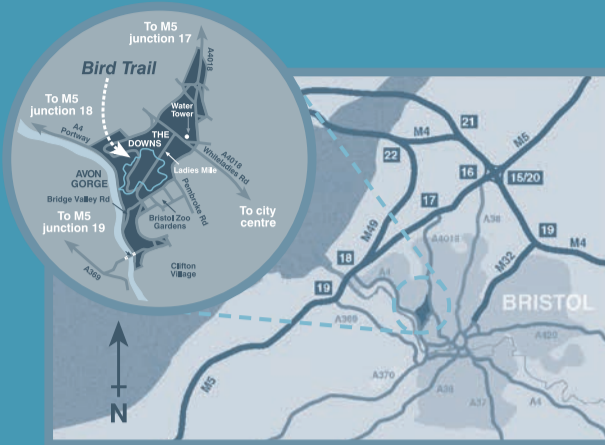 To M5
junction 17
A4018
Bird Trail
To M5
junction 18
Water
Tower
A4
Portway
THE
DOWNS
Ladies Mile
A4018
Whiteladies Rd
AVON
GORGE
Bridge Valley Rd
Pembroke Rd
To city
centre
To M5
junction 19
Bristol Zoo
Gardens
A369
Clifton
Village
N
21
M4
M5
22
16
15/20
17
M49
A38
19
M4
A4018
18
M32
A4
19
BRISTOL
A369
A420
M5
A370
A38
A37
A4